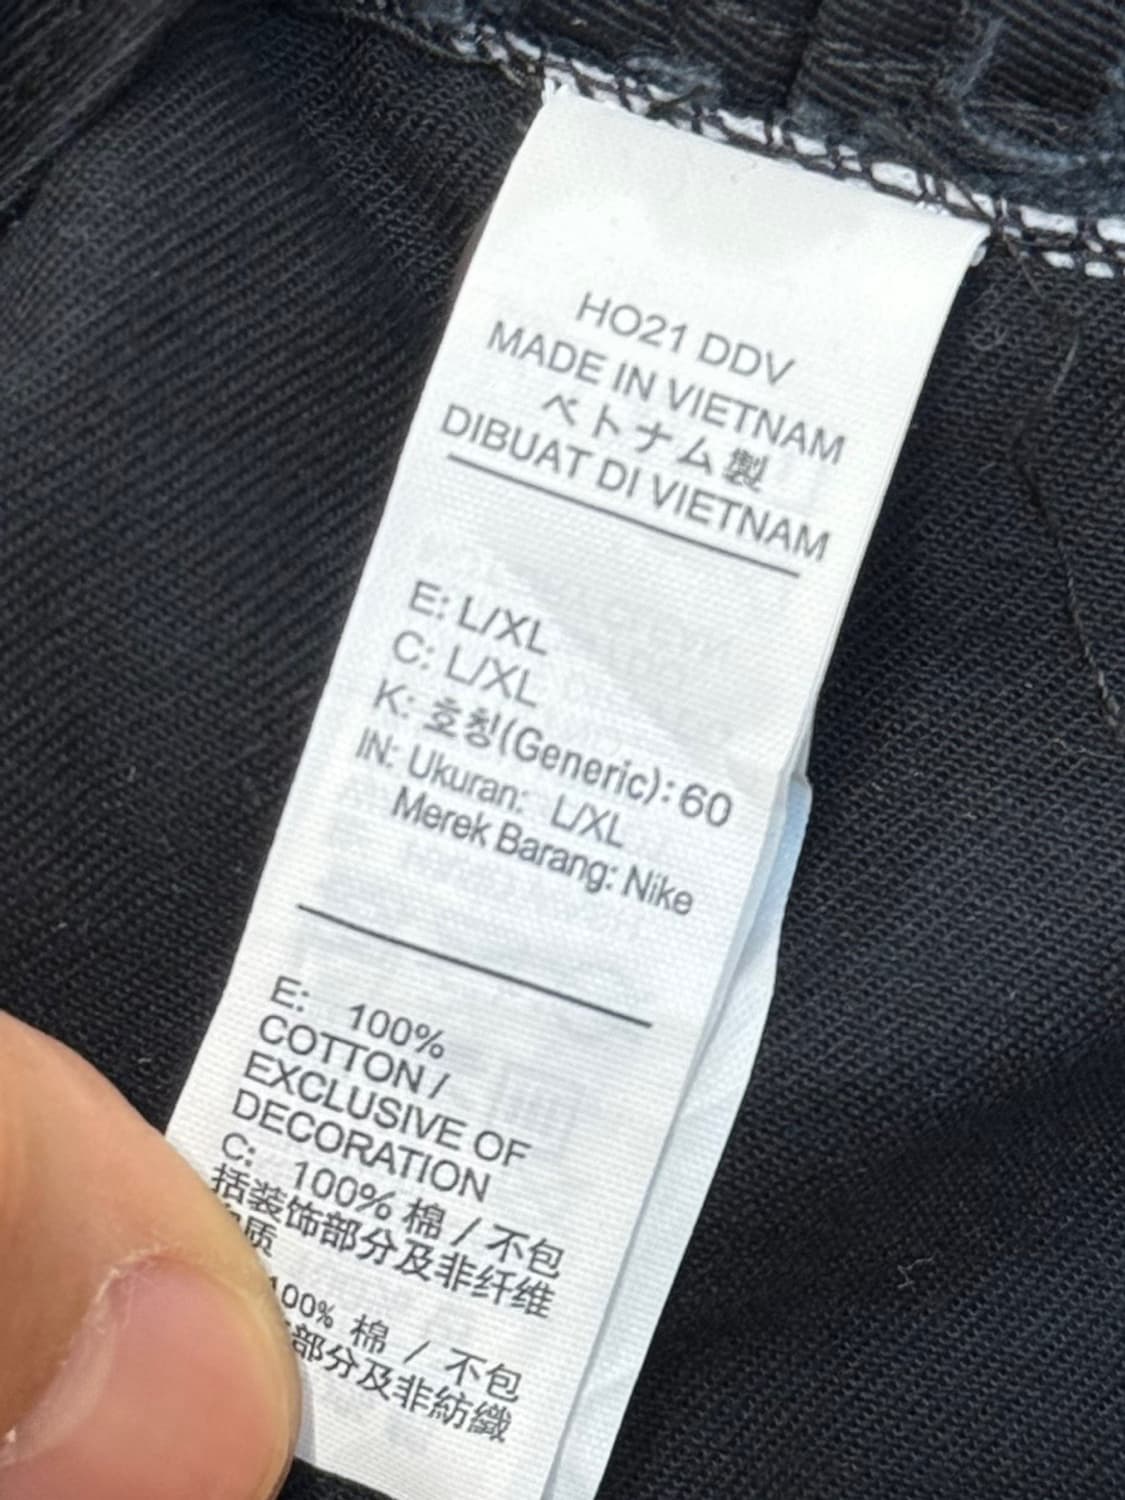 HO21 DDV
MADE IN VIETNAM
ベトナム製
DIBUAT DI VIETNAM
E: L/XL
C: L/XL
K: 호칭(Generic): 60
IN: Ukuran: L/XL
Merek Barang: Nike
E: 100%
COTTON /
EXCLUSIVE OF
DECORATION
C: 100% 棉 / 不包
括装饰部分及非纤维
质
100% 棉 / 不包
部分及非紡織